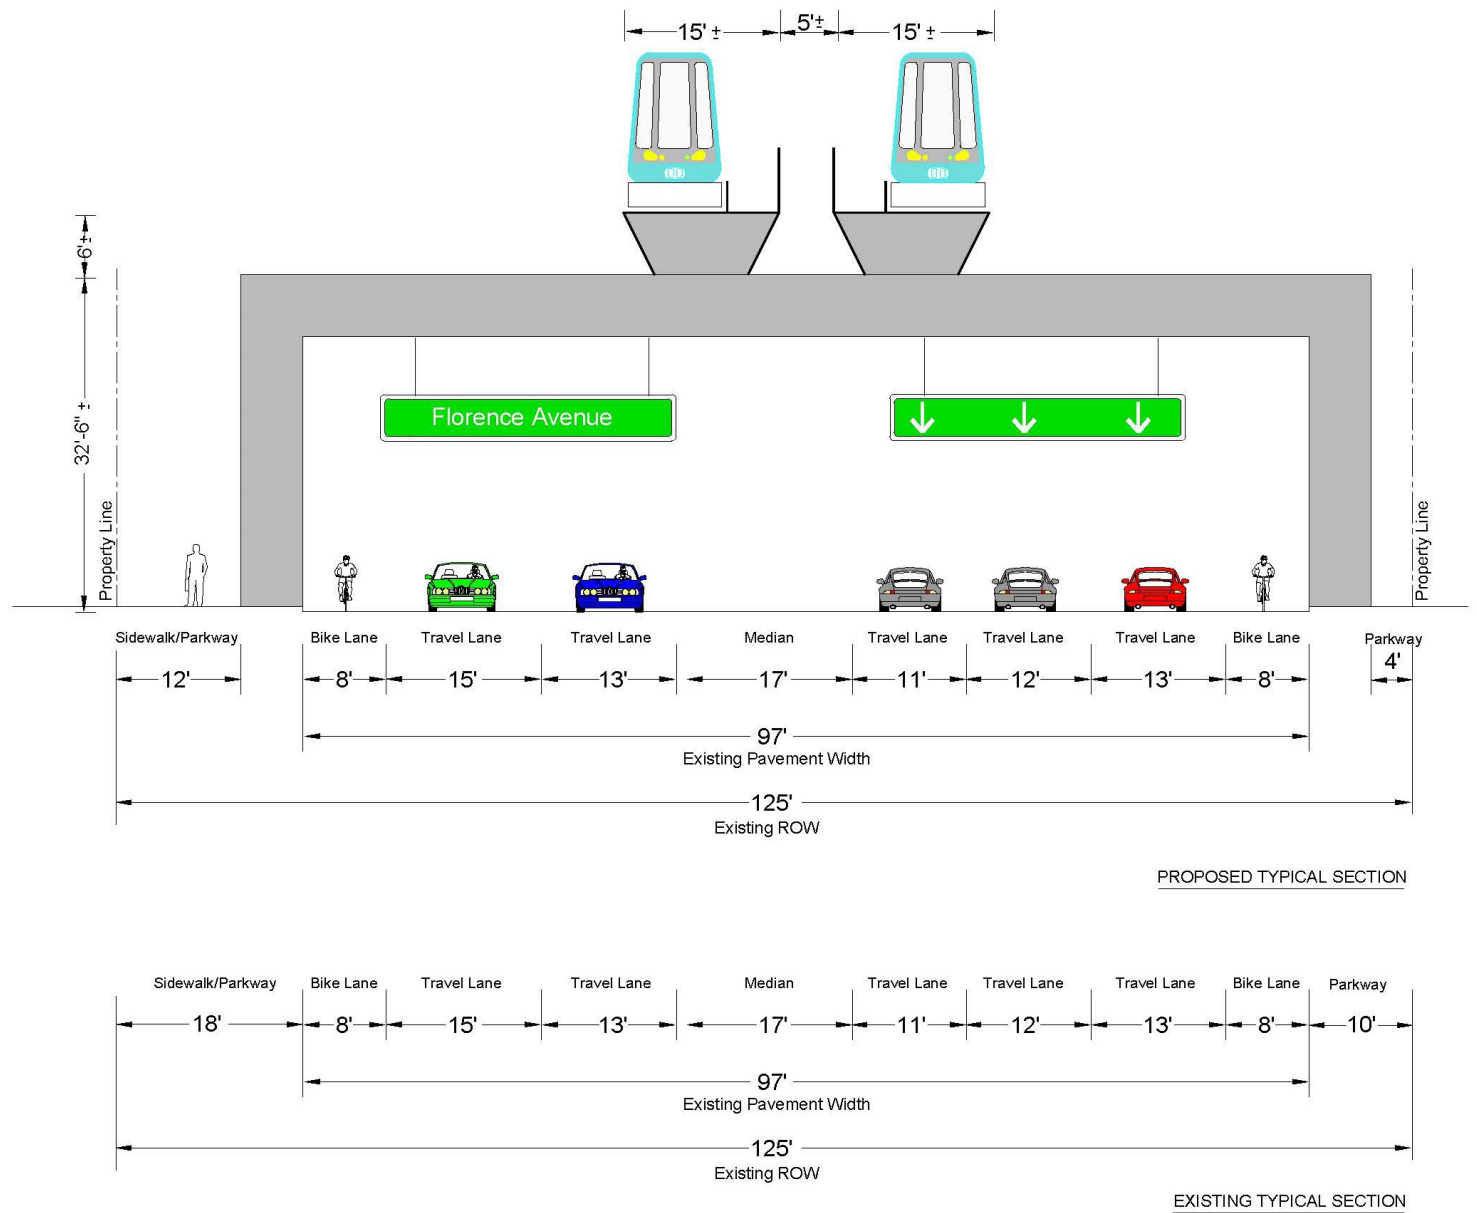 15' ± 5'± 15' ±
6'±
32'-6" ±
Florence Avenue
Property Line
Property Line
Sidewalk/Parkway Bike Lane Travel Lane Travel Lane Median Travel Lane Travel Lane Travel Lane Bike Lane Parkway
12' 8' 15' 13' 17' 11' 12' 13' 8' 4'
97'
Existing Pavement Width
125'
Existing ROW
PROPOSED TYPICAL SECTION
Sidewalk/Parkway Bike Lane Travel Lane Travel Lane Median Travel Lane Travel Lane Travel Lane Bike Lane Parkway
18' 8' 15' 13' 17' 11' 12' 13' 8' 10'
97'
Existing Pavement Width
125'
Existing ROW
EXISTING TYPICAL SECTION